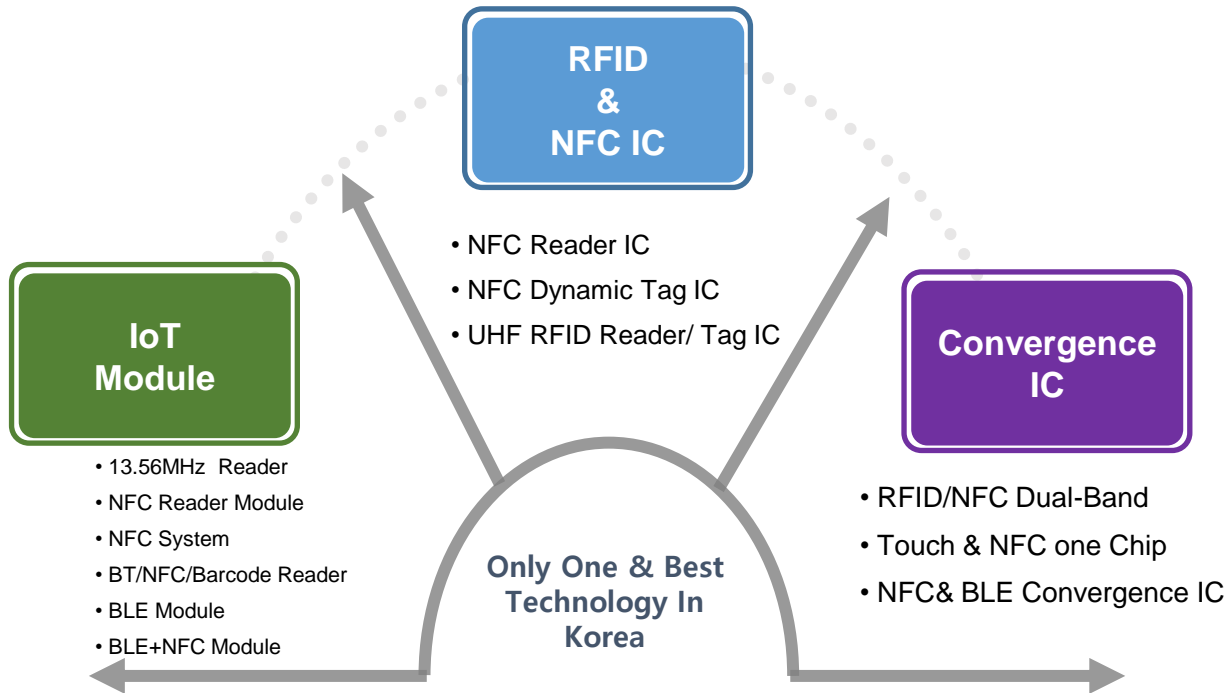 RFID
&
NFC IC
• NFC Reader IC
• NFC Dynamic Tag IC
• UHF RFID Reader/ Tag IC
IoT
Module
• 13.56MHz  Reader
• NFC Reader Module
• NFC System
• BT/NFC/Barcode Reader
• BLE Module
• BLE+NFC Module
Convergence
IC
• RFID/NFC Dual-Band
• Touch & NFC one Chip
• NFC& BLE Convergence IC
Only One & Best
Technology In
Korea